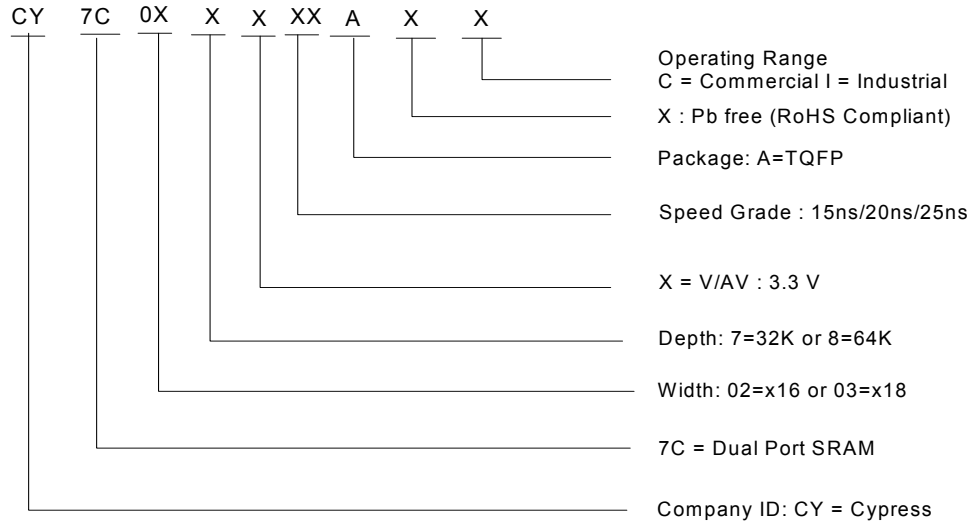 CY 7C 0X X X XX A X X
Operating Range
C = Commercial I = Industrial
X : Pb free (RoHS Compliant)
Package: A=TQFP
Speed Grade : 15ns/20ns/25ns
X = V/AV : 3.3 V
Depth: 7=32K or 8=64K
Width: 02=x16 or 03=x18
7C = Dual Port SRAM
Company ID: CY = Cypress